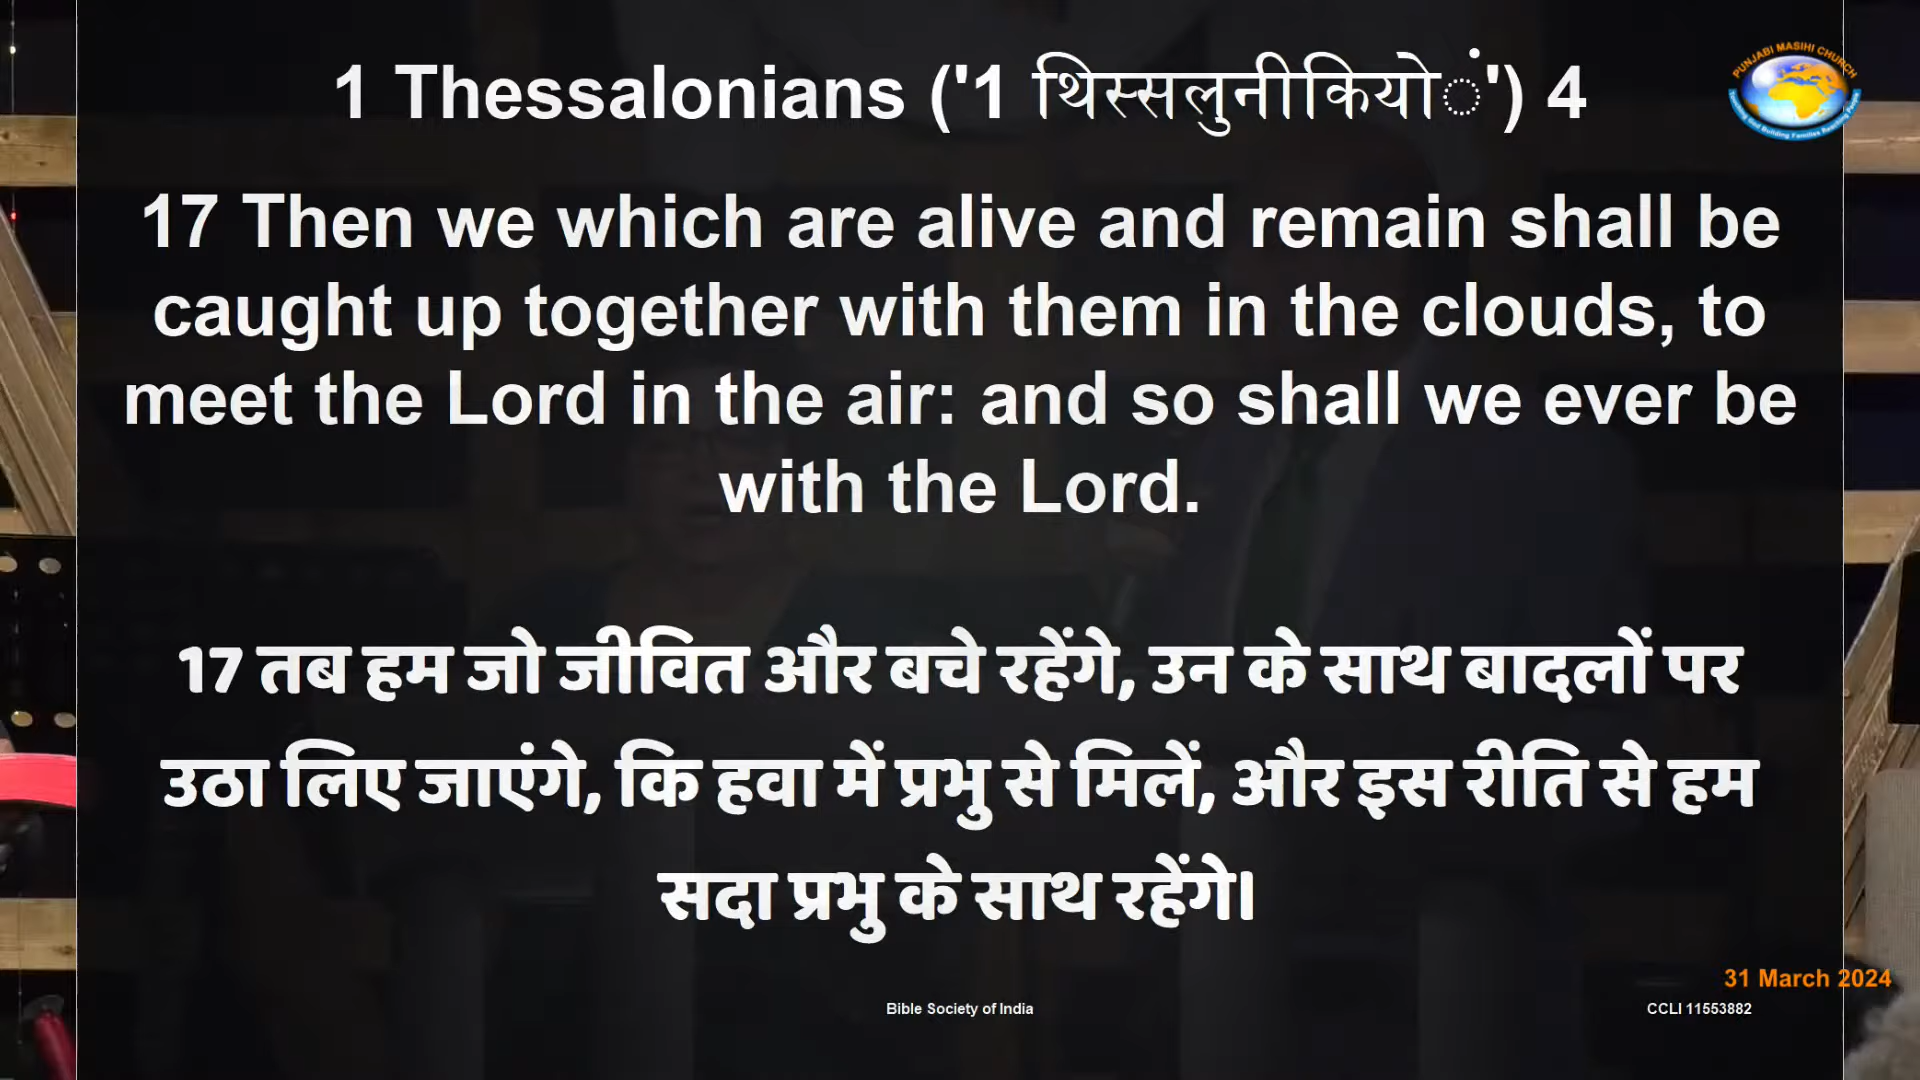 1 Thessalonians ('1 थिस्सलुनीकियों') 4
PUNJABI MASIHI CHURCH
17 Then we which are alive and remain shall be
caught up together with them in the clouds, to
meet the Lord in the air: and so shall we ever be
with the Lord.
17 तब हम जो जीवित और बचे रहेंगे, उन के साथ बादलों पर
उठा लिए जाएंगे, कि हवा में प्रभु से मिलें, और इस रीति से हम
सदा प्रभु के साथ रहेंगे।
31 March 2024
Bible Society of India
CCLI 11553882